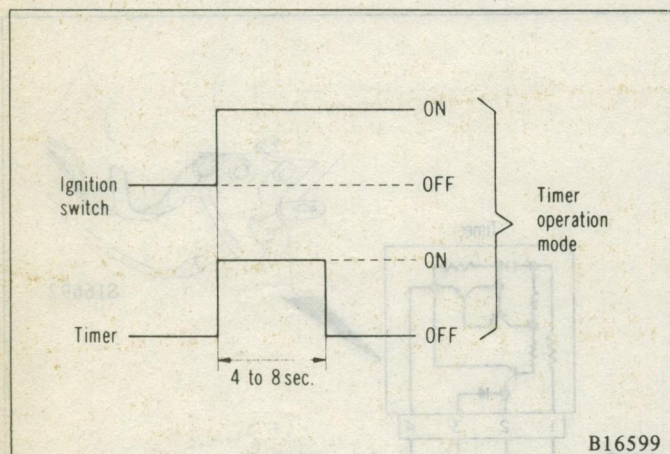 ON
Ignition
switch
OFF
Timer
operation
mode
ON
Timer
OFF
4 to 8 sec.
B16599